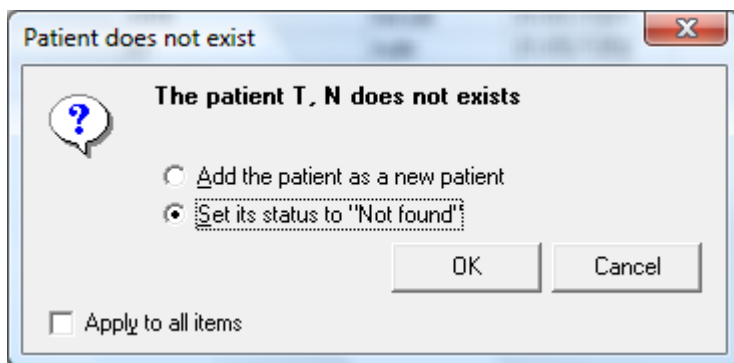 Patient does not exist
The patient T, N does not exists
Add the patient as a new patient
Set its status to "Not found"
OK
Cancel
Apply to all items